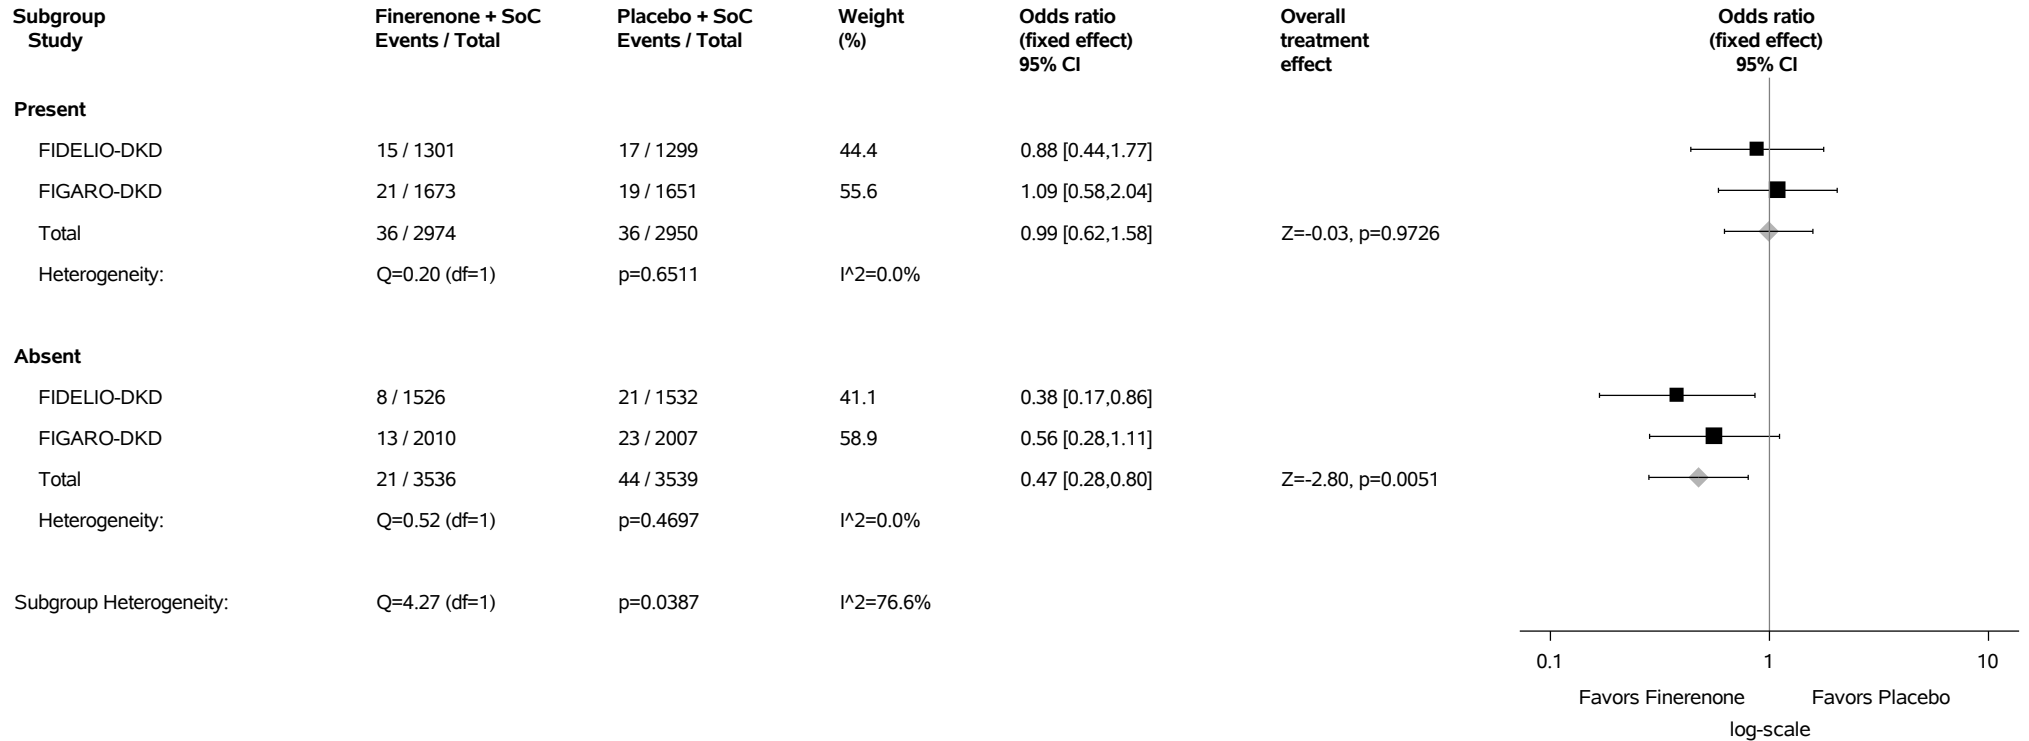 Subgroup Finerenone + SoC Placebo + SoC Weight Odds ratio Overall Odds ratio
Study Events / Total Events / Total (%) (fixed effect) treatment (fixed effect)
95% CI effect 95% CI
Present
FIDELIO-DKD 15 / 1301 17 / 1299 44.4 0.88 [0.44,1.77]
FIGARO-DKD 21 / 1673 19 / 1651 55.6 1.09 [0.58,2.04]
Total 36 / 2974 36 / 2950 0.99 [0.62,1.58] Z=-0.03, p=0.9726
Heterogeneity: Q=0.20 (df=1) p=0.6511 I^2=0.0%
Absent
FIDELIO-DKD 8 / 1526 21 / 1532 41.1 0.38 [0.17,0.86]
FIGARO-DKD 13 / 2010 23 / 2007 58.9 0.56 [0.28,1.11]
Total 21 / 3536 44 / 3539 0.47 [0.28,0.80] Z=-2.80, p=0.0051
Heterogeneity: Q=0.52 (df=1) p=0.4697 I^2=0.0%
Subgroup Heterogeneity: Q=4.27 (df=1) p=0.0387 I^2=76.6%
0.1 1 10
Favors Finerenone Favors Placebo
log-scale